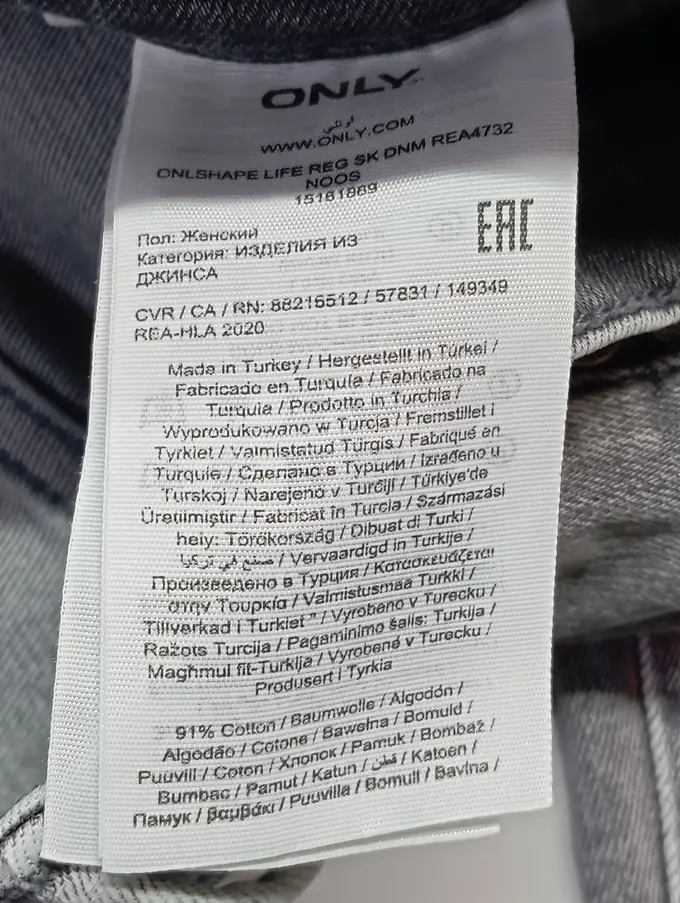 ONLY
أونلي
WWW.ONLY.COM
ONLSHAPE LIFE REG SK DNM REA4732
NOOS
15161869
EAC
Пол: Женский
Категория: ИЗДЕЛИЯ ИЗ
ДЖИНСА
CVR / CA / RN: 88216512 / 57831 / 149349
REA-HLA 2020
Made in Turkey / Hergestellt in Türkei /
Fabricado en Turquía / Fabricado na
Turquia / Prodotto in Turchia /
Wyprodukowano w Turcja / Fremstillet i
Tyrkiet / Valmistatud Türgis / Fabriqué en
Turquie / Сделано в Турции / Izrađeno u
Turskoj / Narejeno v Turčiji / Türkiye'de
Üretilmiştir / Fabricat în Turcia / Származási
hely: Törökország / Dibuat di Turki /
صنع في تركيا / Vervaardigd in Turkije /
Произведено в Турция / Κατασκευάζεται
στην Τουρκία / Valmistusmaa Turkki /
Tillverkad i Turkiet " / Vyrobeno v Turecku /
Ražots Turcija / Pagaminimo šalis: Turkija /
Magħmul fit-Turkija / Vyrobené v Turecku /
Produsert i Tyrkia
91% Cotton / Baumwolle / Algodón /
Algodão / Cotone / Bawełna / Bomuld /
Puuvill / Coton / Хлопок / Pamuk / Bombaž /
Bumbac / Pamut / Katun / قطن / Katoen /
Памук / βαμβάκι / Puuvilla / Bomull / Bavlna /